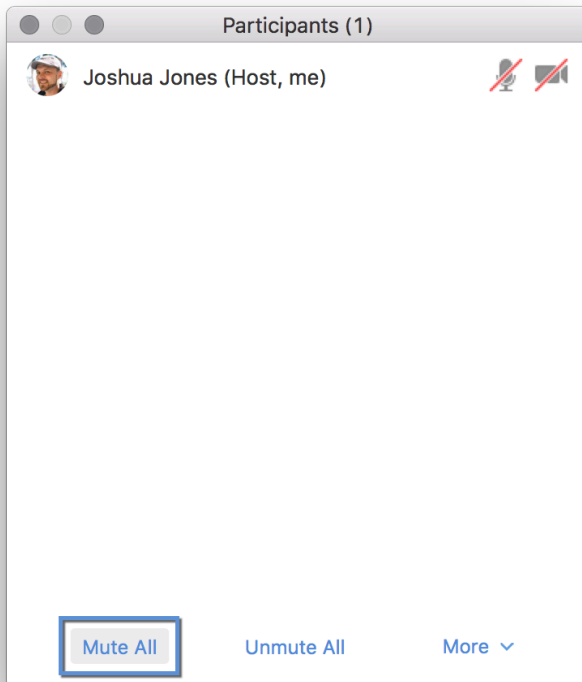 Participants (1)
Joshua Jones (Host, me)
Mute All Unmute All More